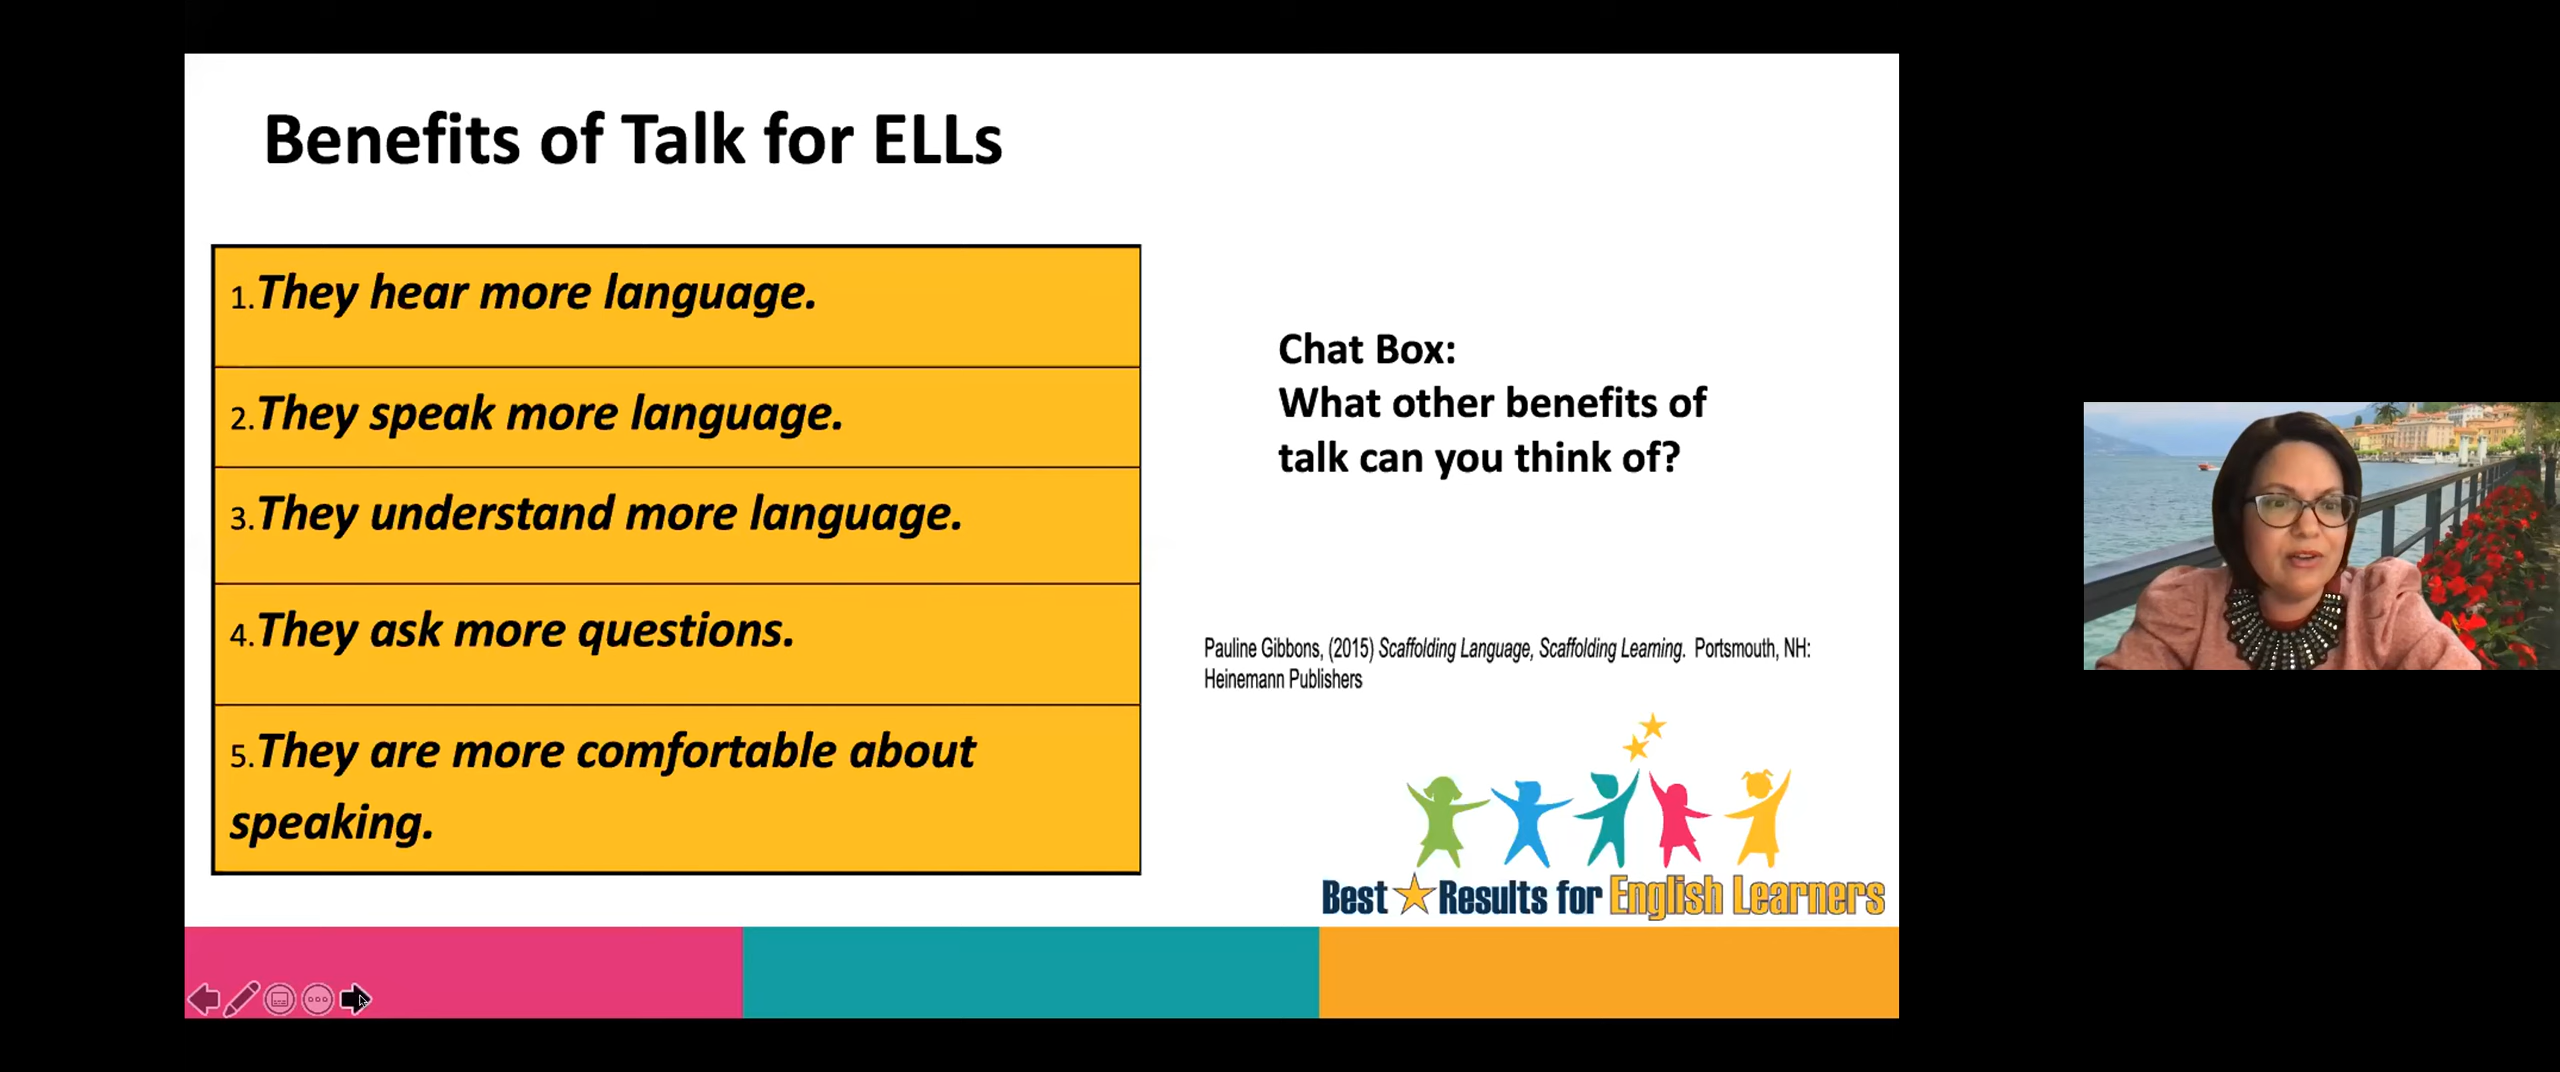 Benefits of Talk for ELLs
1.They hear more language.
2.They speak more language.
3.They understand more language.
4.They ask more questions.
5.They are more comfortable about
speaking.
Chat Box:
What other benefits of
talk can you think of?
Pauline Gibbons, (2015) Scaffolding Language, Scaffolding Learning. Portsmouth, NH:
Heinemann Publishers
Best Results for English Learners